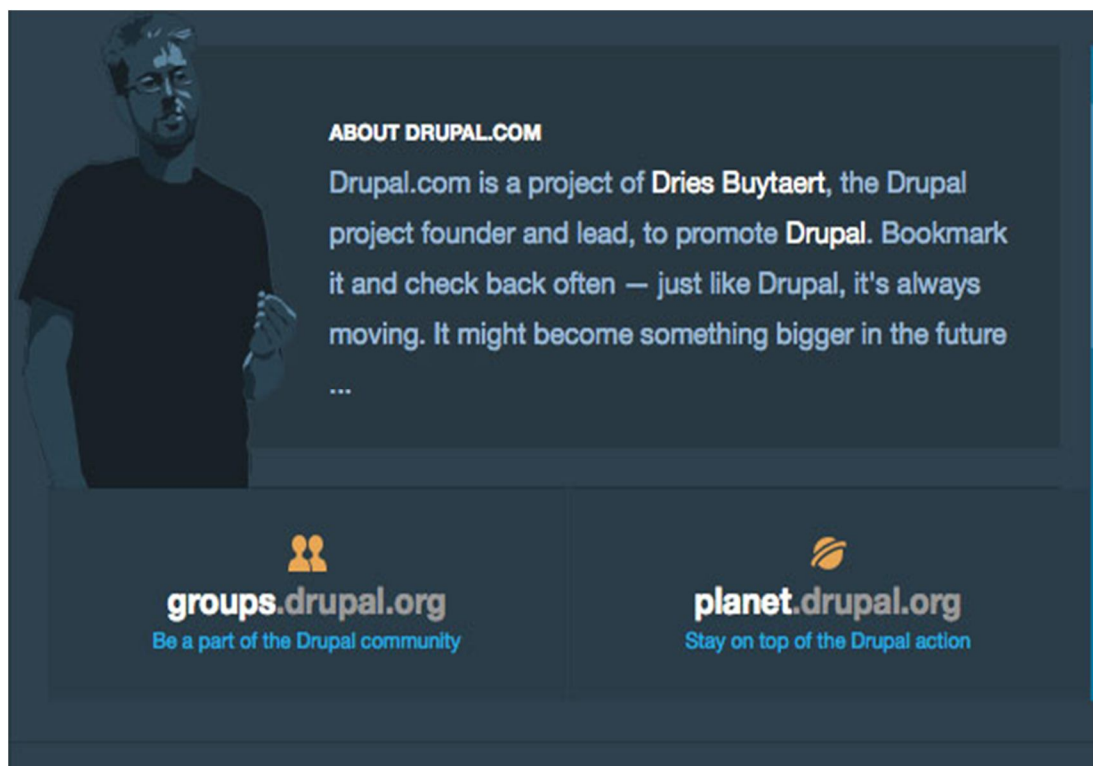 ABOUT DRUPAL.COM
Drupal.com is a project of Dries Buytaert, the Drupal
project founder and lead, to promote Drupal. Bookmark
it and check back often — just like Drupal, it's always
moving. It might become something bigger in the future
...
groups.drupal.org
Be a part of the Drupal community
planet.drupal.org
Stay on top of the Drupal action